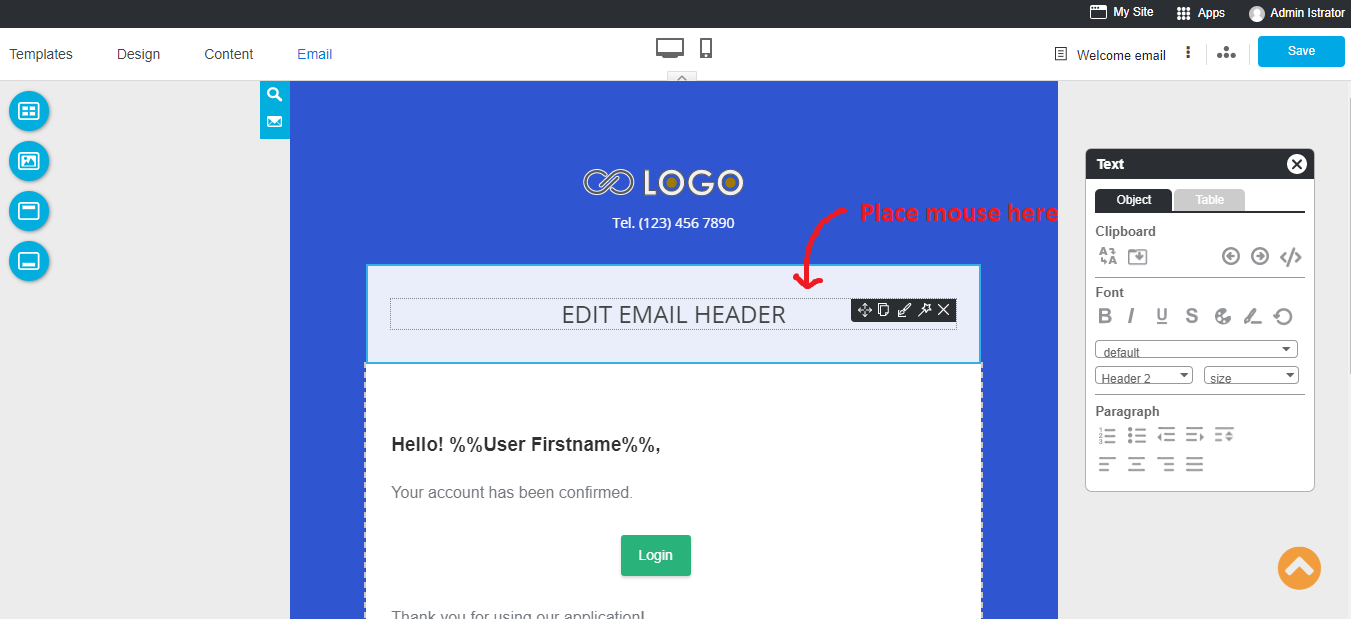 My Site Apps Admin Istrator
Templates Design Content Email Welcome email Save
LOGO
Tel. (123) 456 7890
Place mouse here
EDIT EMAIL HEADER
Hello! %%User Firstname%%,
Your account has been confirmed.
Login
Thank you for using our application!
Text
Object Table
Clipboard
Font
B I U S
default
Header 2 size
Paragraph